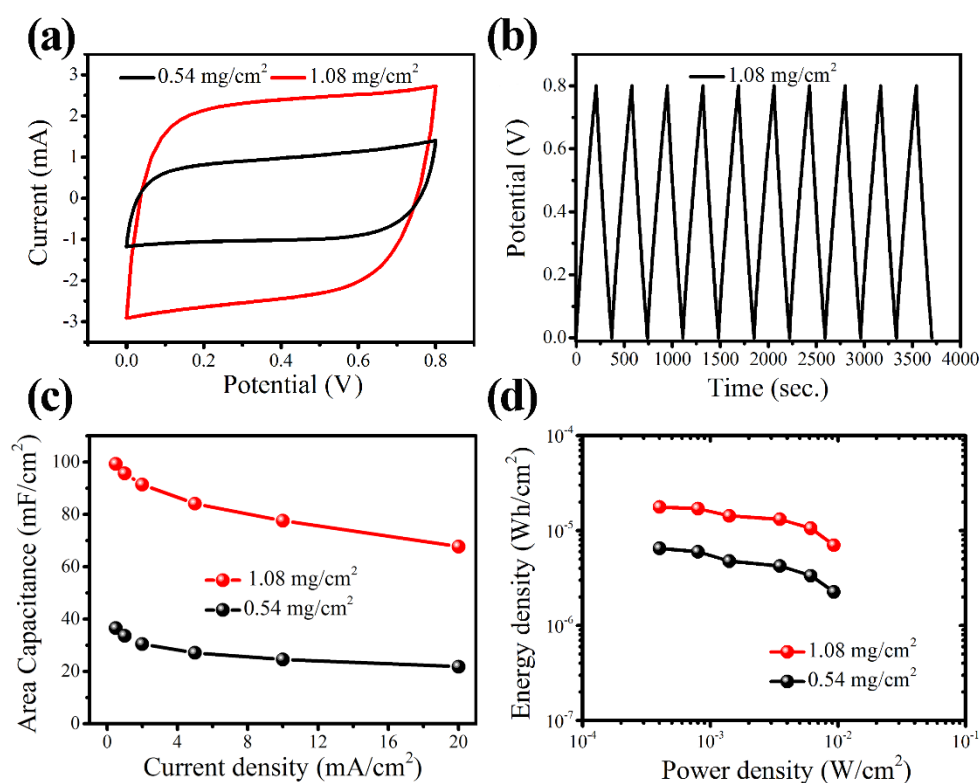 (a)
0.54 mg/cm² 1.08 mg/cm²
3
2
1
0
-1
-2
-3
Current (mA)
0.0 0.2 0.4 0.6 0.8
Potential (V)
(b)
1.08 mg/cm²
0.8
0.6
0.4
0.2
0.0
Potential (V)
0 500 1000 1500 2000 2500 3000 3500 4000
Time (sec.)
(c)
100
80
60
40
20
0
Area Capacitance (mF/cm²)
1.08 mg/cm²
0.54 mg/cm²
0 4 8 12 16 20
Current density (mA/cm²)
(d)
10⁻⁴
10⁻⁵
10⁻⁶
10⁻⁷
Energy density (Wh/cm²)
1.08 mg/cm²
0.54 mg/cm²
10⁻⁴ 10⁻³ 10⁻² 10⁻¹
Power density (W/cm²)